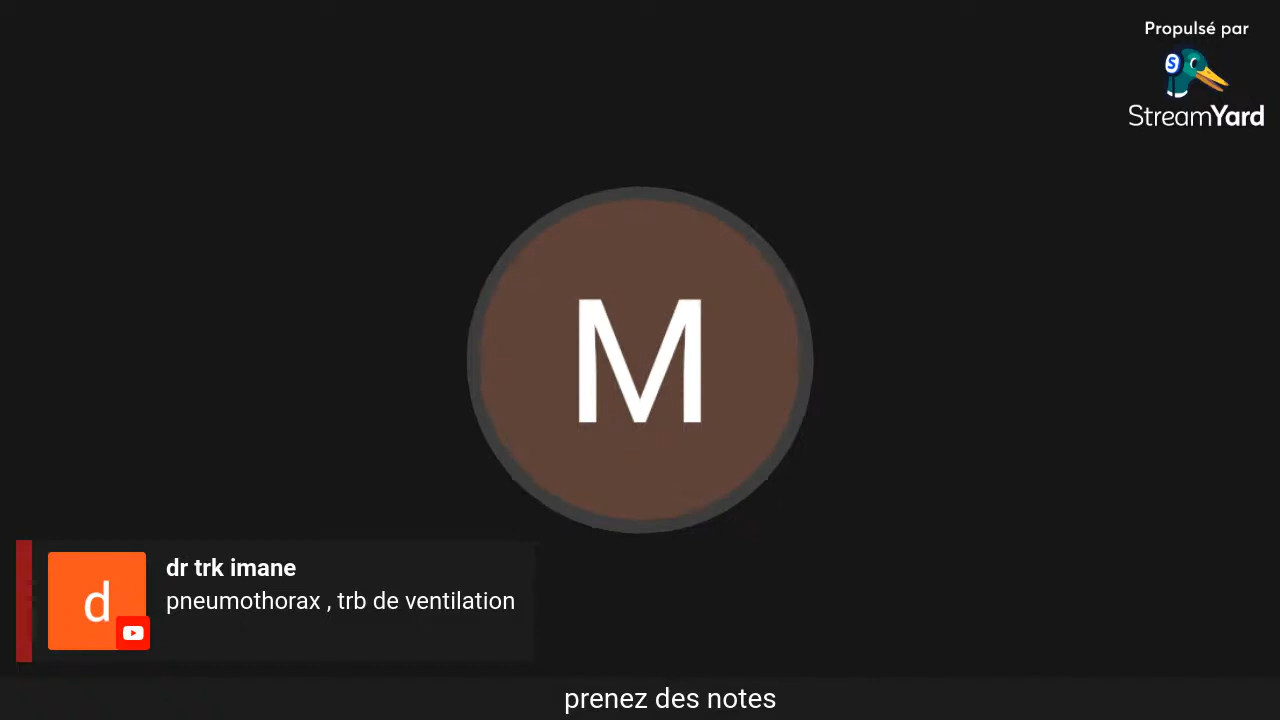 Propulsé par
S
StreamYard
M
d
dr trk imane
pneumothorax , trb de ventilation
prenez des notes